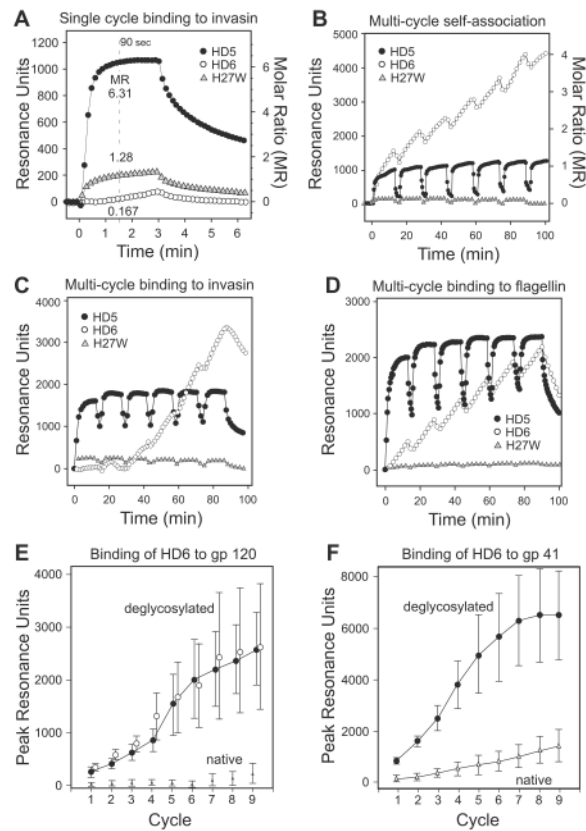 A Single cycle binding to invasin
90 sec
HD5
HD6
H27W
MR
6.31
1.28
0.167
1200
1000
800
600
400
200
0
6
4
2
0
Resonance Units
Molar Ratio (MR)
0 1 2 3 4 5 6
Time (min)
B Multi-cycle self-association
HD5
HD6
H27W
5000
4000
3000
2000
1000
0
4
3
2
1
0
Resonance Units
Molar Ratio (MR)
0 20 40 60 80 100
Time (min)
C Multi-cycle binding to invasin
HD5
HD6
H27W
4000
3000
2000
1000
0
Resonance Units
0 20 40 60 80 100
Time (min)
D Multi-cycle binding to flagellin
HD5
HD6
H27W
3000
2000
1000
0
Resonance Units
0 20 40 60 80 100
Time (min)
E Binding of HD6 to gp 120
deglycosylated
native
4000
3000
2000
1000
0
Peak Resonance Units
1 2 3 4 5 6 7 8 9
Cycle
F Binding of HD6 to gp 41
deglycosylated
native
8000
6000
4000
2000
0
Peak Resonance Units
1 2 3 4 5 6 7 8 9
Cycle